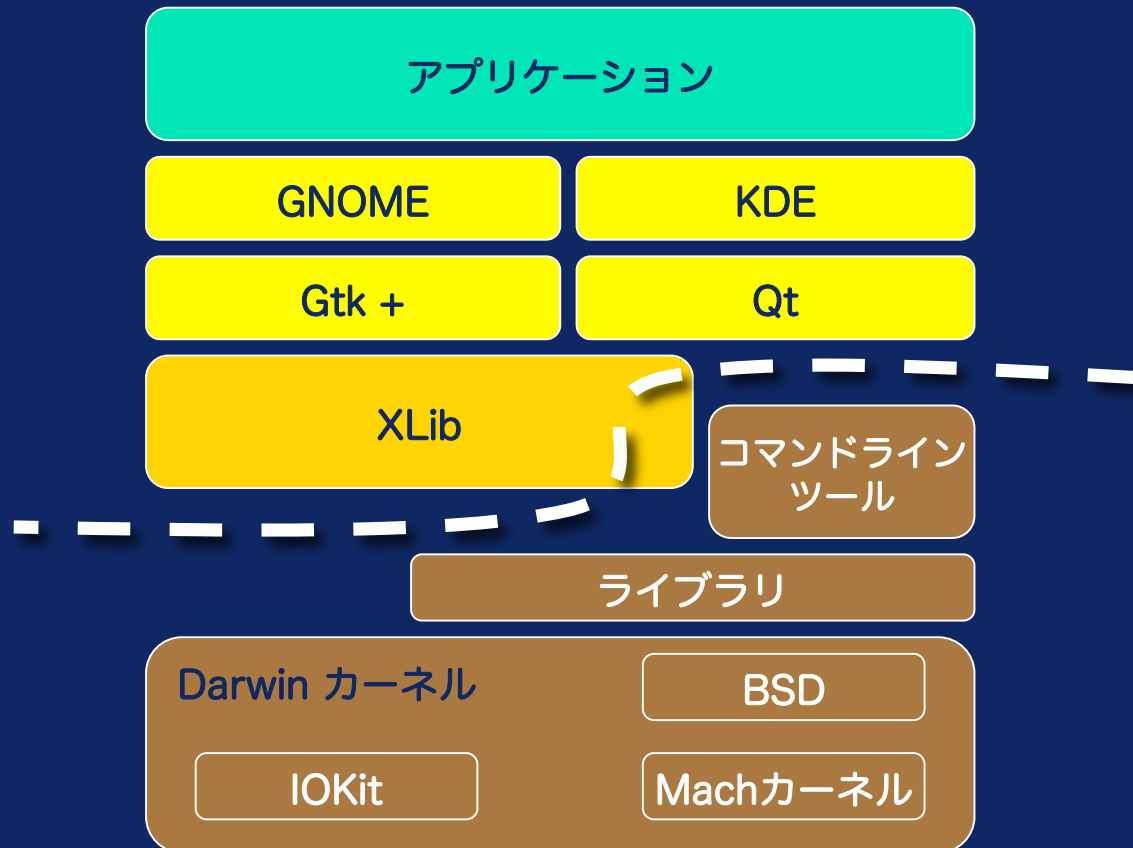 アプリケーション
GNOME
KDE
Gtk +
Qt
XLib
コマンドライン
ツール
ライブラリ
Darwin カーネル
BSD
IOKit
Machカーネル